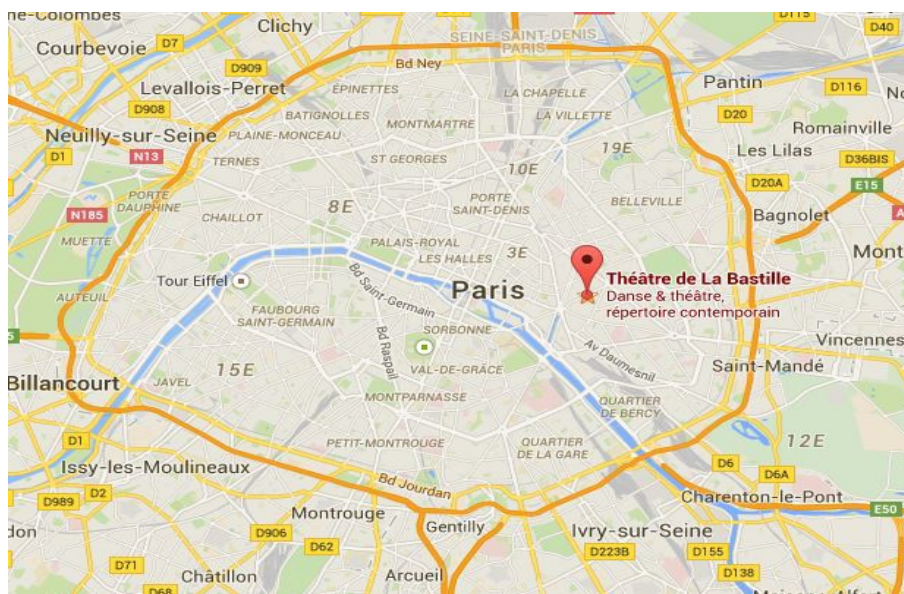 ne-Colombes
Clichy
D7
SEINE-SAINT-DENIS
PARIS
D115
D40
Courbevoie
D909
Bd Ney
Levallois-Perret
ÉPINETTES
LA CHAPELLE
Pantin
D116
D908
BATIGNOLLES
MONTMARTRE
LA VILLETTE
D20
Romainville
Neuilly-sur-Seine
PLAINE-MONCEAU
19E
Les Lilas
D1
N13
TERNES
ST GEORGES
10E
D36BIS
PORTE
DAUPHINE
D20A
E15
N185
CHAILLOT
8E
PORTE
SAINT-DENIS
BELLEVILLE
Bagnolet
MUETTE
PALAIS-ROYAL
3E
LES HALLES
Mont
Tour Eiffel
Bd Saint-Germain
Paris
Théâtre de La Bastille
Danse & théâtre,
répertoire contemporain
AUTEUIL
FAUBOURG
SAINT-GERMAIN
SORBONNE
Bd Raspail
Av Daumesnil
Vincennes
15E
VAL-DE-GRÂCE
Saint-Mandé
Billancourt
JAVEL
MONTPARNASSE
QUARTIER
DE BERCY
D1
PETIT-MONTROUGE
QUARTIER
DE LA GARE
12E
Issy-les-Moulineaux
D6
D6A
Bd Jourdan
D989
D2
Montrouge
Gentilly
Charenton-le-Pont
E50
D906
D62
Ivry-sur-Seine
D223B
D155
D71
Châtillon
Arcueil
D138
D68